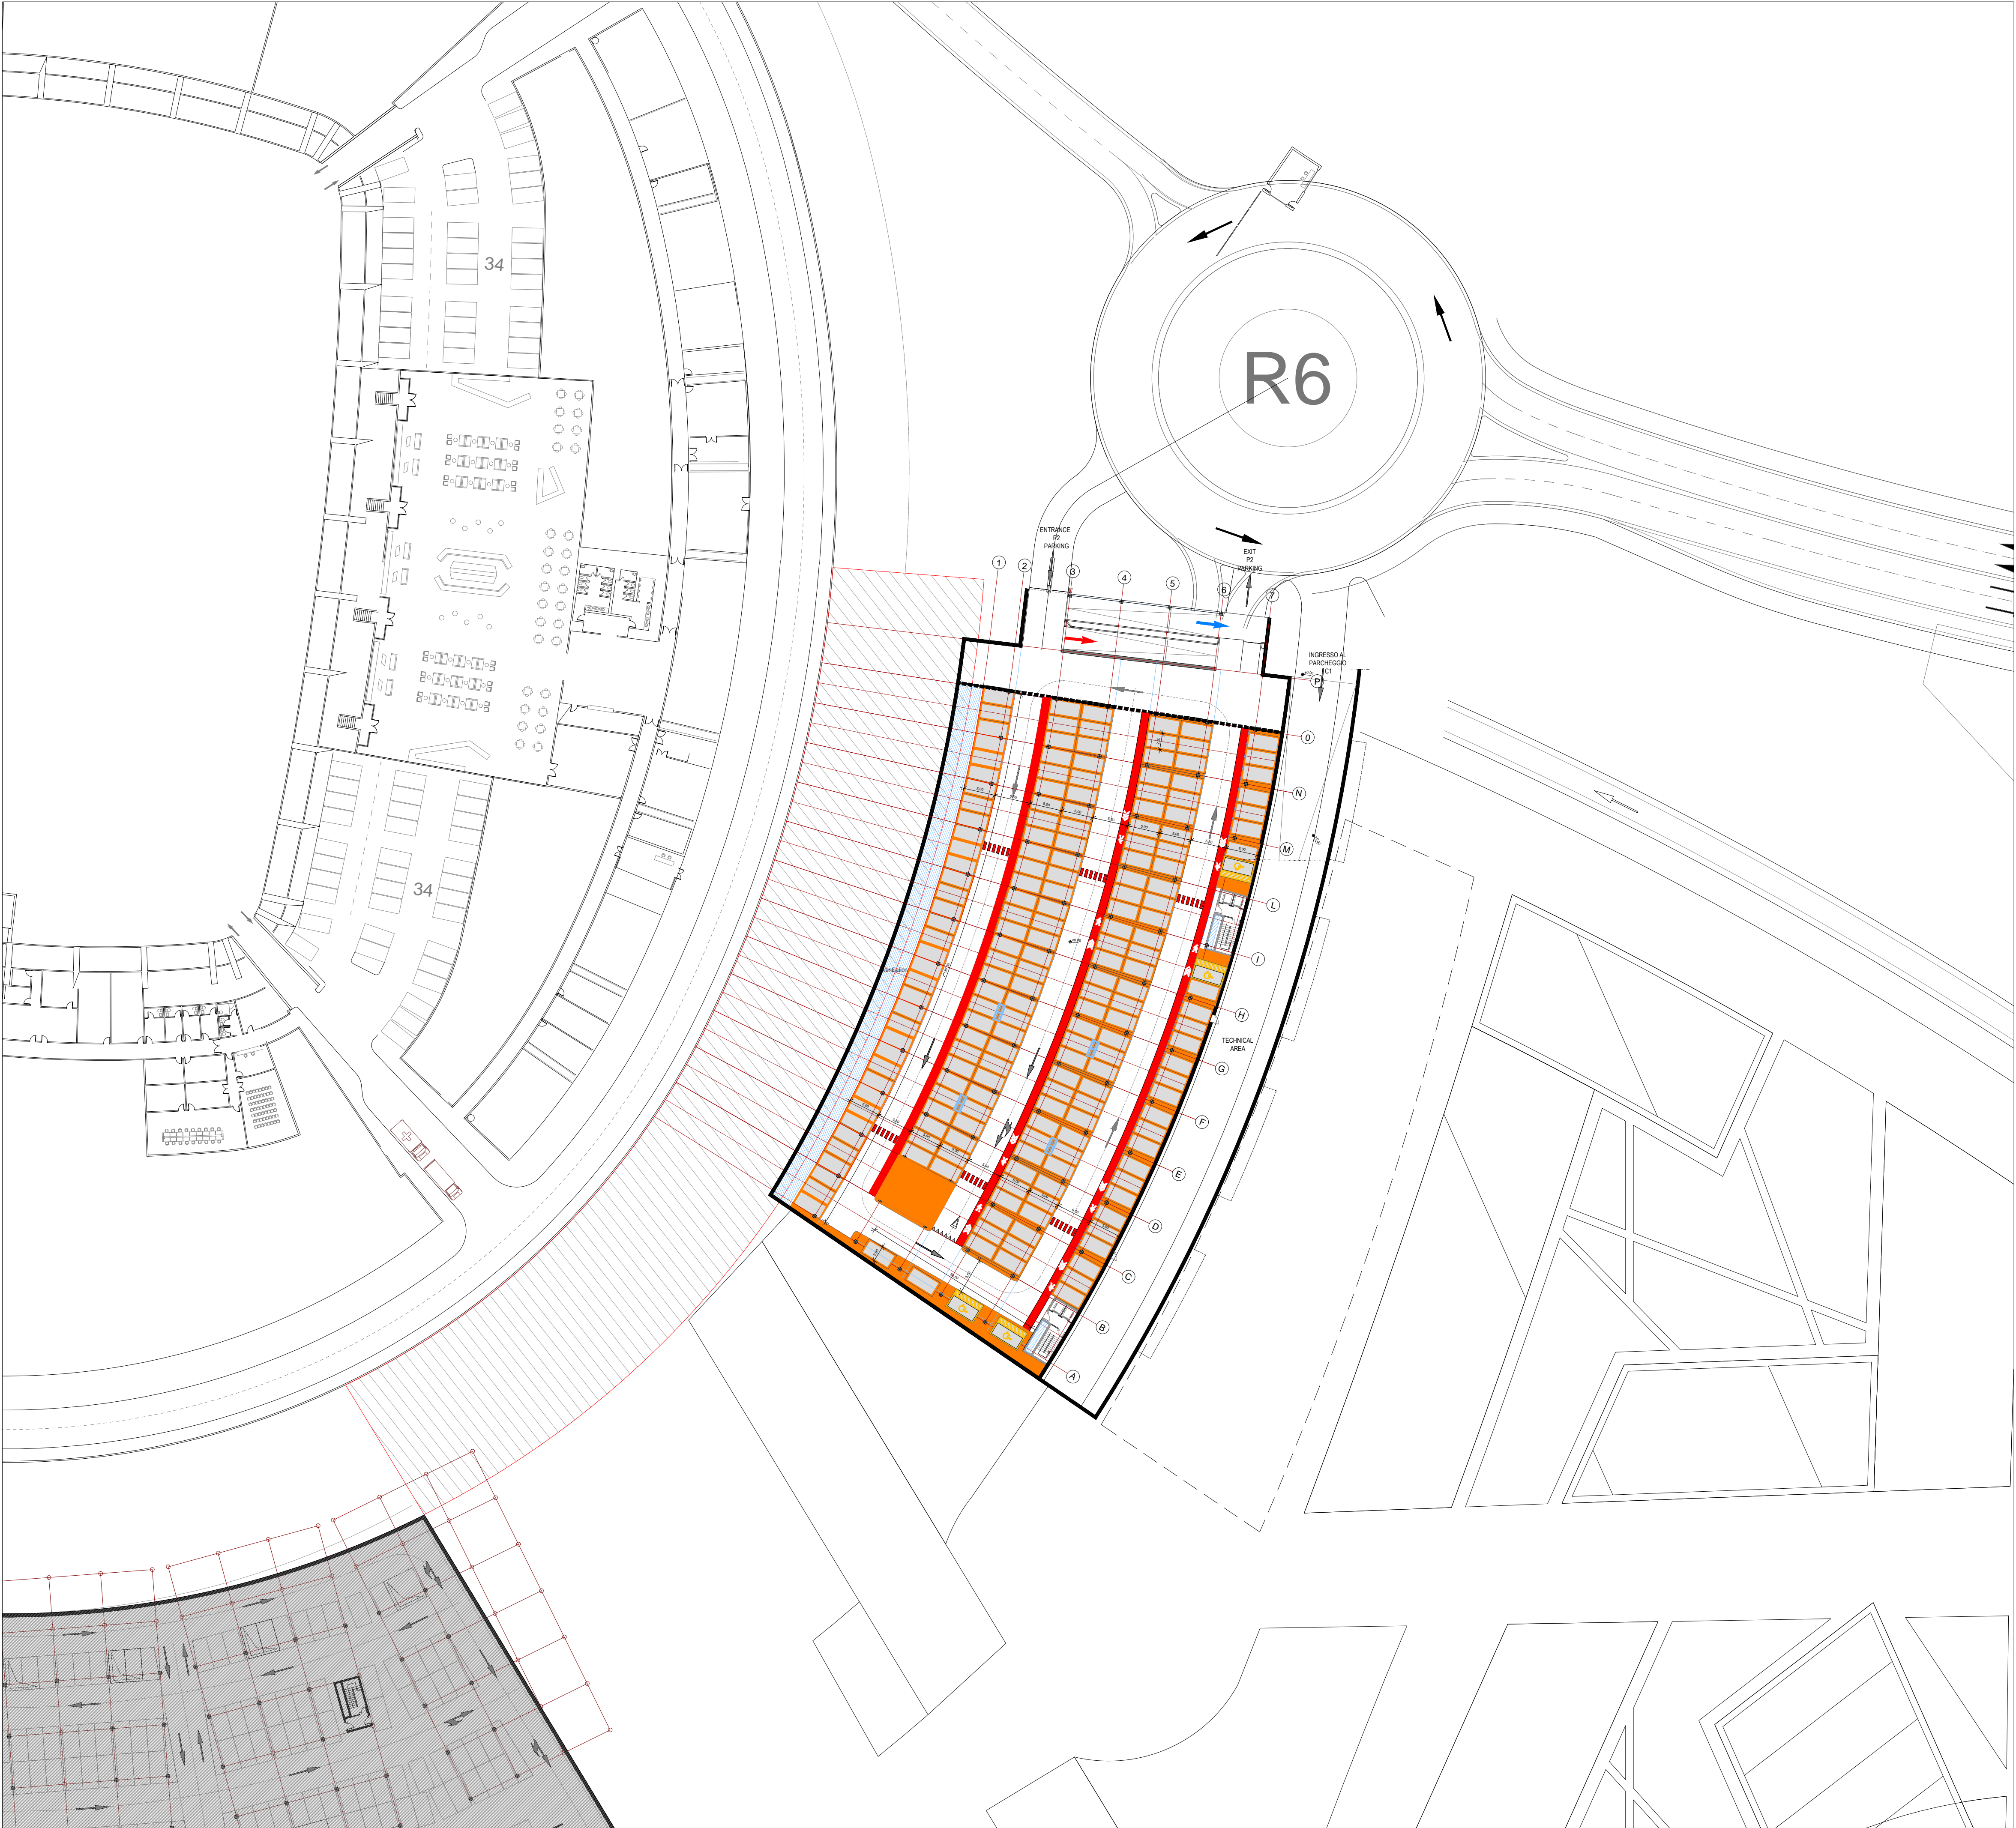 34
R6
ENTRANCE
P2
PARKING
EXIT
P2
PARKING
1
2
3
4
5
6
7
INGRESSO AL
PARCHEGGIO
C1
P
0
N
M
L
I
H
TECHNICAL
AREA
G
F
E
D
C
B
A
34
ventilation